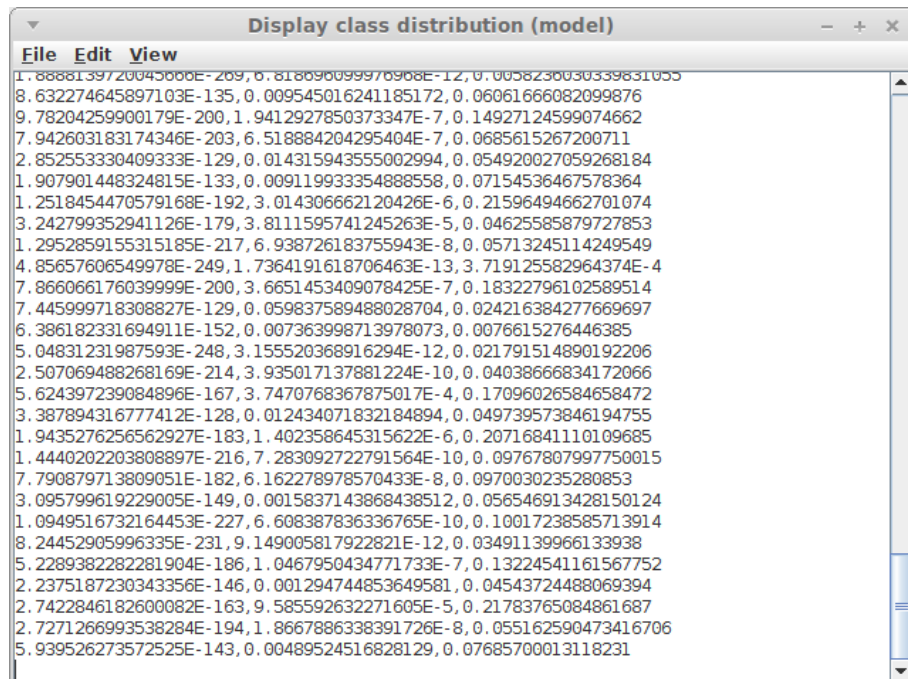 Display class distribution (model)
File Edit View
1.8888139720045666E-269,6.818696099976968E-12,0.0058236030339831055
8.632274645897103E-135,0.009545016241185172,0.06061666082099876
9.78204259900179E-200,1.9412927850373347E-7,0.14927124599074662
7.942603183174346E-203,6.518884204295404E-7,0.0685615267200711
2.852553330409333E-129,0.014315943555002994,0.054920027059268184
1.907901448324815E-133,0.009119933354888558,0.07154536467578364
1.2518454470579168E-192,3.014306662120426E-6,0.21596494662701074
3.242799352941126E-179,3.8111595741245263E-5,0.04625585879727853
1.2952859155315185E-217,6.938726183755943E-8,0.05713245114249549
4.85657606549978E-249,1.7364191618706463E-13,3.719125582964374E-4
7.866066176039999E-200,3.6651453409078425E-7,0.18322796102589514
7.445999718308827E-129,0.059837589488028704,0.024216384277669697
6.386182331694911E-152,0.007363998713978073,0.0076615276446385
5.04831231987593E-248,3.155520368916294E-12,0.021791514890192206
2.507069488268169E-214,3.935017137881224E-10,0.04038666834172066
5.624397239084896E-167,3.7470768367875017E-4,0.17096026584658472
3.387894316777412E-128,0.012434071832184894,0.049739573846194755
1.9435276256562927E-183,1.402358645315622E-6,0.20716841110109685
1.4440202203808897E-216,7.283092722791564E-10,0.09767807997750015
7.790879713809051E-182,6.162278978570433E-8,0.0970030235280853
3.095799619229005E-149,0.0015837143868438512,0.056546913428150124
1.0949516732164453E-227,6.608387836336765E-10,0.10017238585713914
8.24452905996335E-231,9.149005817922821E-12,0.03491139966133938
5.2289382282281904E-186,1.0467950434771733E-7,0.13224541161567752
2.2375187230343356E-146,0.001294744853649581,0.04543724488069394
2.7422846182600082E-163,9.585592632271605E-5,0.21783765084861687
2.7271266993538284E-194,1.8667886338391726E-8,0.055162590473416706
5.939526273572525E-143,0.00489524516828129,0.07685700013118231